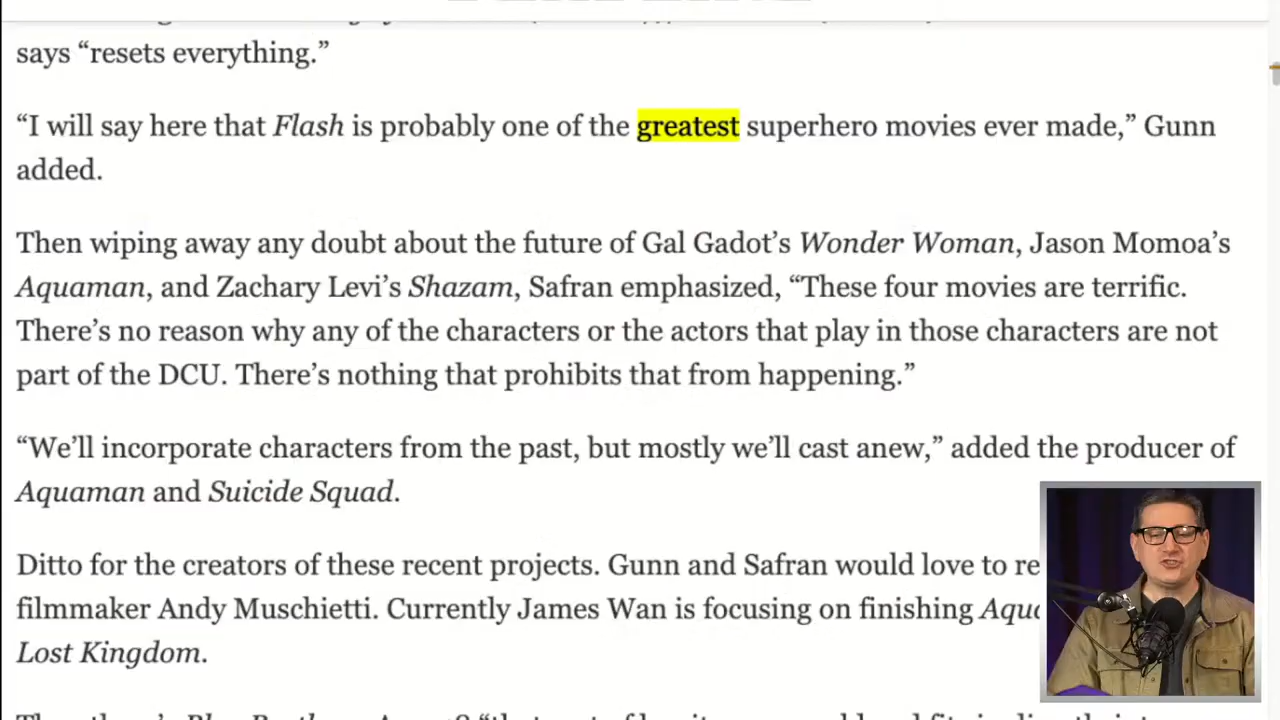 says “resets everything.”
“I will say here that Flash is probably one of the greatest superhero movies ever made,” Gunn
added.
Then wiping away any doubt about the future of Gal Gadot’s Wonder Woman, Jason Momoa’s
Aquaman, and Zachary Levi’s Shazam, Safran emphasized, “These four movies are terrific.
There’s no reason why any of the characters or the actors that play in those characters are not
part of the DCU. There’s nothing that prohibits that from happening.”
“We’ll incorporate characters from the past, but mostly we’ll cast anew,” added the producer of
Aquaman and Suicide Squad.
Ditto for the creators of these recent projects. Gunn and Safran would love to re
filmmaker Andy Muschietti. Currently James Wan is focusing on finishing Aqu
Lost Kingdom.